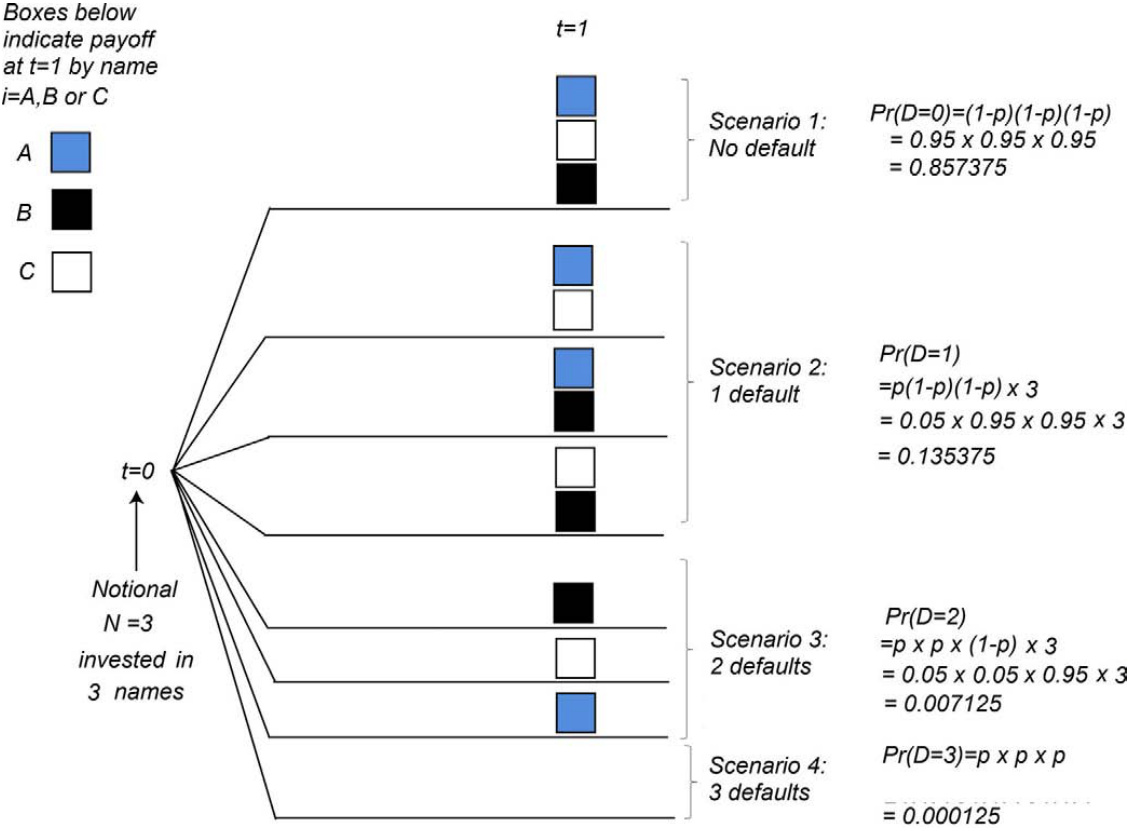 Boxes below
indicate payoff
at t=1 by name
i=A,B or C
A
B
C
t=1
Scenario 1:
No default
Pr(D=0)=(1-p)(1-p)(1-p)
= 0.95 x 0.95 x 0.95
= 0.857375
Scenario 2:
1 default
Pr(D=1)
=p(1-p)(1-p) x 3
= 0.05 x 0.95 x 0.95 x 3
= 0.135375
t=0
Notional
N =3
invested in
3 names
Scenario 3:
2 defaults
Pr(D=2)
=p x p x (1-p) x 3
= 0.05 x 0.05 x 0.95 x 3
= 0.007125
Scenario 4:
3 defaults
Pr(D=3)=p x p x p
= 0.000125